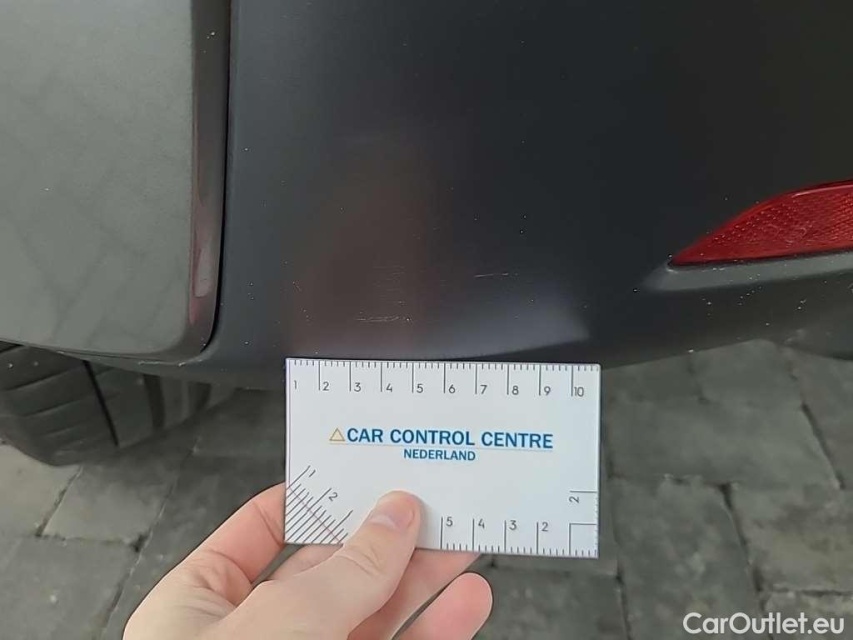 1 2 3 4 5 6 7 8 9 10
CAR CONTROL CENTRE
NEDERLAND
2
2
5 4 3 2
CarOutlet.eu